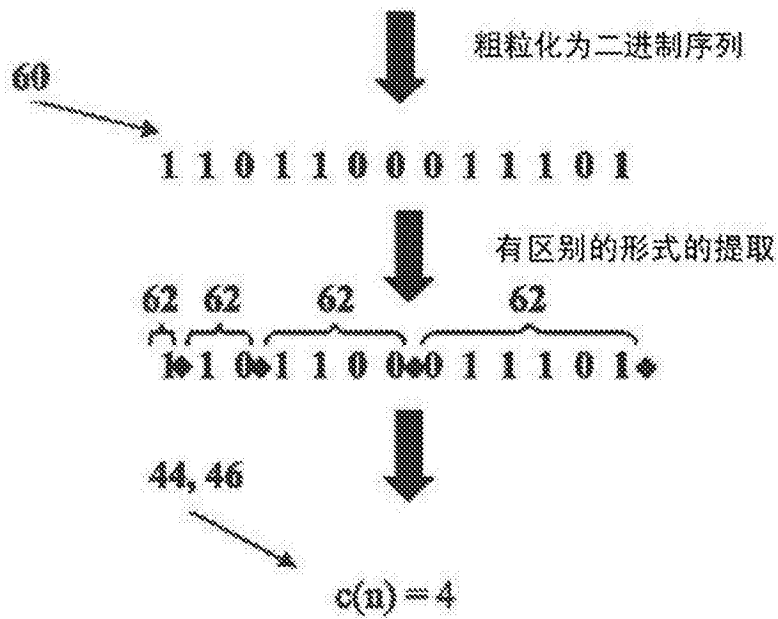 粗粒化为二进制序列
60
1 1 0 1 1 0 0 0 1 1 1 0 1
有区别的形式的提取
62 62 62 62
1◆1 0◆1 1 0 0◆0 1 1 1 0 1◆
44, 46
c(n) = 4